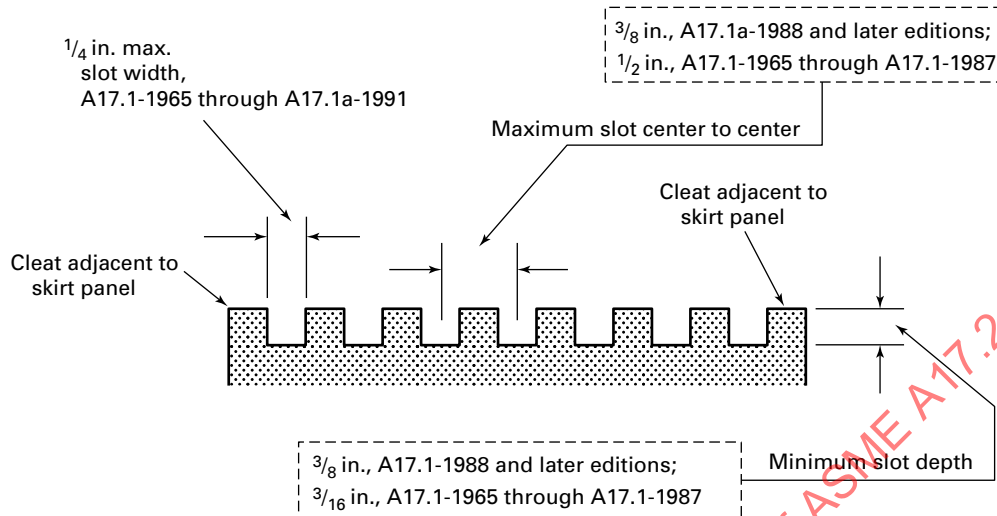 3/8 in., A17.1a-1988 and later editions;
1/2 in., A17.1-1965 through A17.1-1987
1/4 in. max.
slot width,
A17.1-1965 through A17.1a-1991
Maximum slot center to center
Cleat adjacent to
skirt panel
Cleat adjacent to
skirt panel
3/8 in., A17.1-1988 and later editions;
3/16 in., A17.1-1965 through A17.1-1987
Minimum slot depth
ASME A17.2